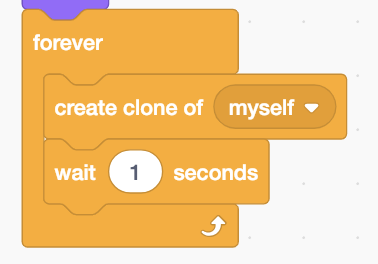 forever
create clone of myself
wait 1 seconds